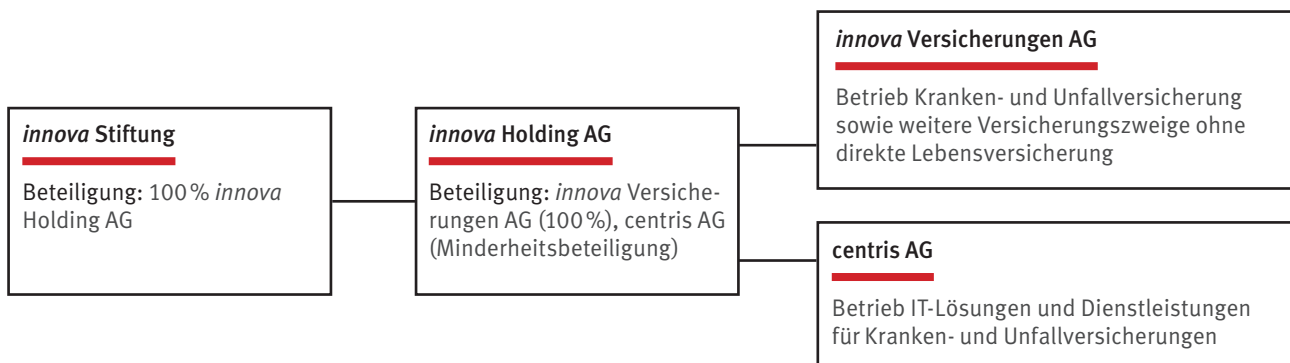 innova Stiftung
Beteiligung: 100 % innova
Holding AG
innova Holding AG
Beteiligung: innova Versiche-
rungen AG (100 %), centris AG
(Minderheitsbeteiligung)
innova Versicherungen AG
Betrieb Kranken- und Unfallversicherung
sowie weitere Versicherungszweige ohne
direkte Lebensversicherung
centris AG
Betrieb IT-Lösungen und Dienstleistungen
für Kranken- und Unfallversicherungen